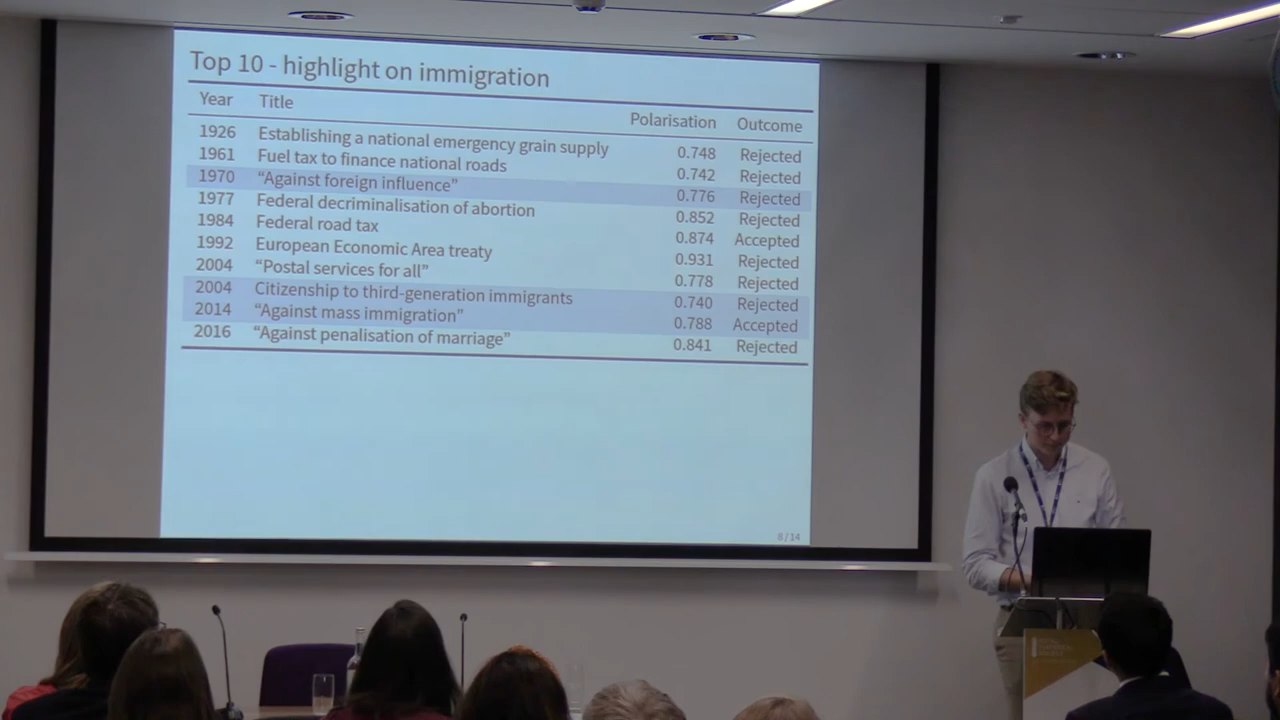 Top 10 - highlight on immigration
Year Title Polarisation Outcome
1926 Establishing a national emergency grain supply 0.748 Rejected
1961 Fuel tax to finance national roads 0.742 Rejected
1970 “Against foreign influence” 0.776 Rejected
1977 Federal decriminalisation of abortion 0.852 Rejected
1984 Federal road tax 0.874 Accepted
1992 European Economic Area treaty 0.931 Rejected
2004 “Postal services for all” 0.778 Rejected
2004 Citizenship to third-generation immigrants 0.740 Rejected
2014 “Against mass immigration” 0.788 Accepted
2016 “Against penalisation of marriage” 0.841 Rejected
8 / 14